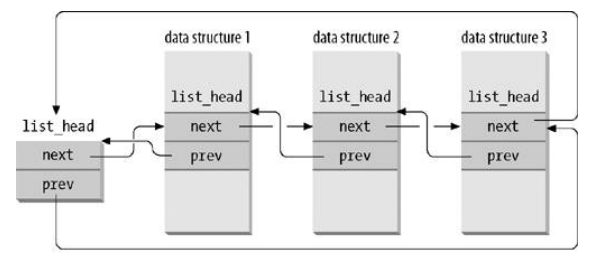 data structure 1
data structure 2
data structure 3
list_head
list_head
list_head
list_head
next
next
next
next
prev
prev
prev
prev